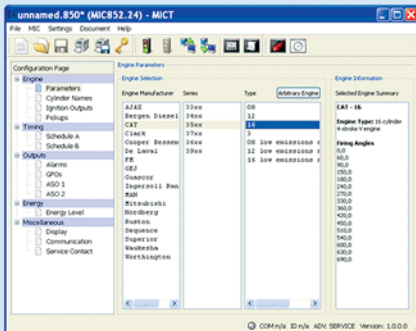 unnamed.850* (MIC852.24) - MICT
File MIC Settings Document Help
Configuration Page
Engine
Parameters
Cylinder Names
Ignition Outputs
Pickups
Timing
Schedule A
Schedule B
Outputs
Alarms
GPOs
ASO 1
ASO 2
Energy
Energy Level
Miscellaneous
Display
Communication
Service Contact
Engine Parameters
Engine Selection
Engine Manufacturer
AJAX
Bergen Diesel
CAT
Clark
Cooper Bessem
De Laval
FM
GEJ
Guascor
Ingersoll Ran
MAN
Mitsubishi
Nordberg
Ruston
Sequence
Superior
Waukesha
Worthington
Series
33xx
34xx
35xx
37xx
36xx
39xx
Type
Arbitrary Engine
08
12
16
3
08 low emissions
12 low emissions
16 low emissions
Engine Information
Selected Engine Summary
CAT - 16
Engine Type: 16 cylinder
4-stroke V-engine
Firing Angles
0,0
60,0
90,0
150,0
180,0
240,0
270,0
330,0
360,0
420,0
450,0
510,0
540,0
600,0
630,0
690,0
COM n/a ID n/a ADV. SERVICE Version: 1.0.0.0